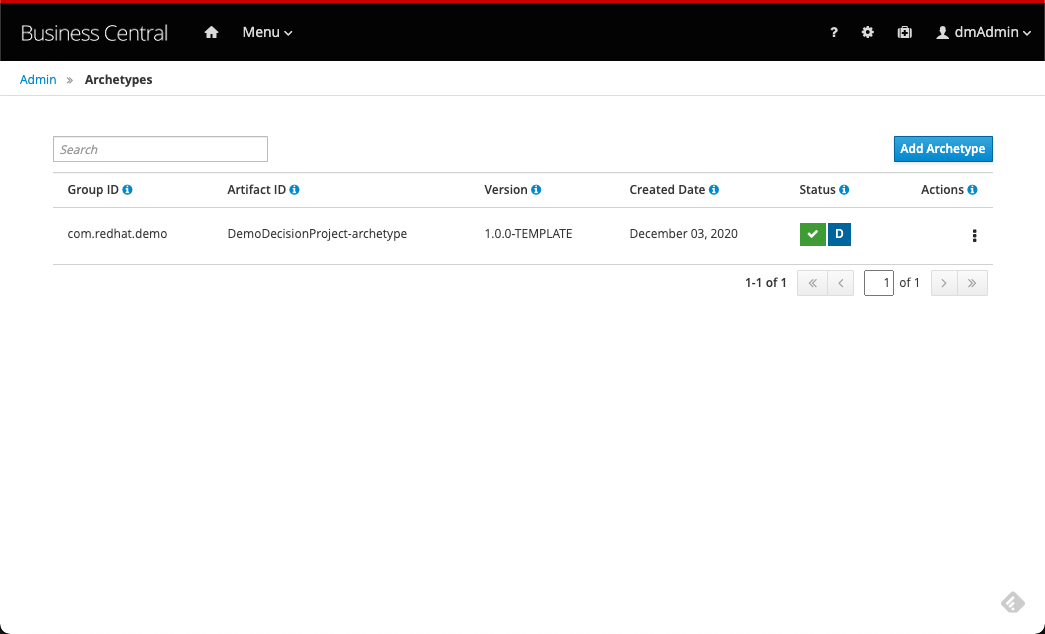 Business Central Menu ? dmAdmin
Admin » Archetypes
Search Add Archetype
Group ID Artifact ID Version Created Date Status Actions
com.redhat.demo DemoDecisionProject-archetype 1.0.0-TEMPLATE December 03, 2020 D
1-1 of 1 « ‹ 1 of 1 › »